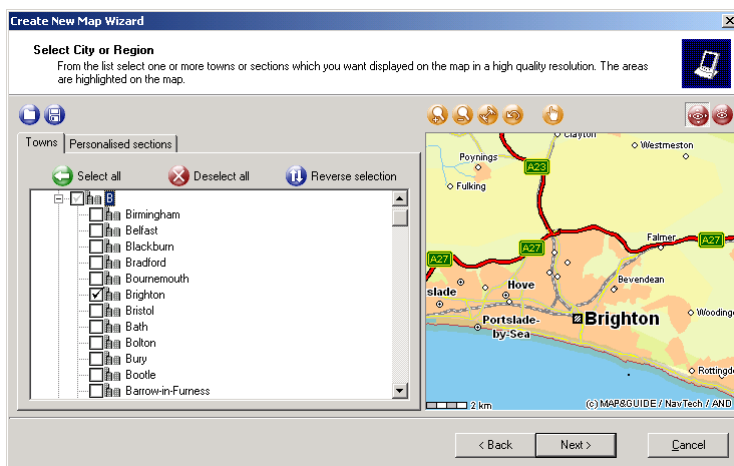 Create New Map Wizard
Select City or Region
From the list select one or more towns or sections which you want displayed on the map in a high quality resolution. The areas
are highlighted on the map.
Towns
Personalised sections
Select all
Deselect all
Reverse selection
B
Birmingham
Belfast
Blackburn
Bradford
Bournemouth
Brighton
Bristol
Bath
Bolton
Bury
Bootle
Barrow-in-Furness
Clayton
Westmeston
Poynings
A23
Fulking
Falmer
A27
A27
A27
Bevendean
Hove
slade
Portslade-
by-Sea
Brighton
Wooding
Rottingd
2 km
(c) MAP&GUIDE / NavTech / AND
< Back
Next >
Cancel